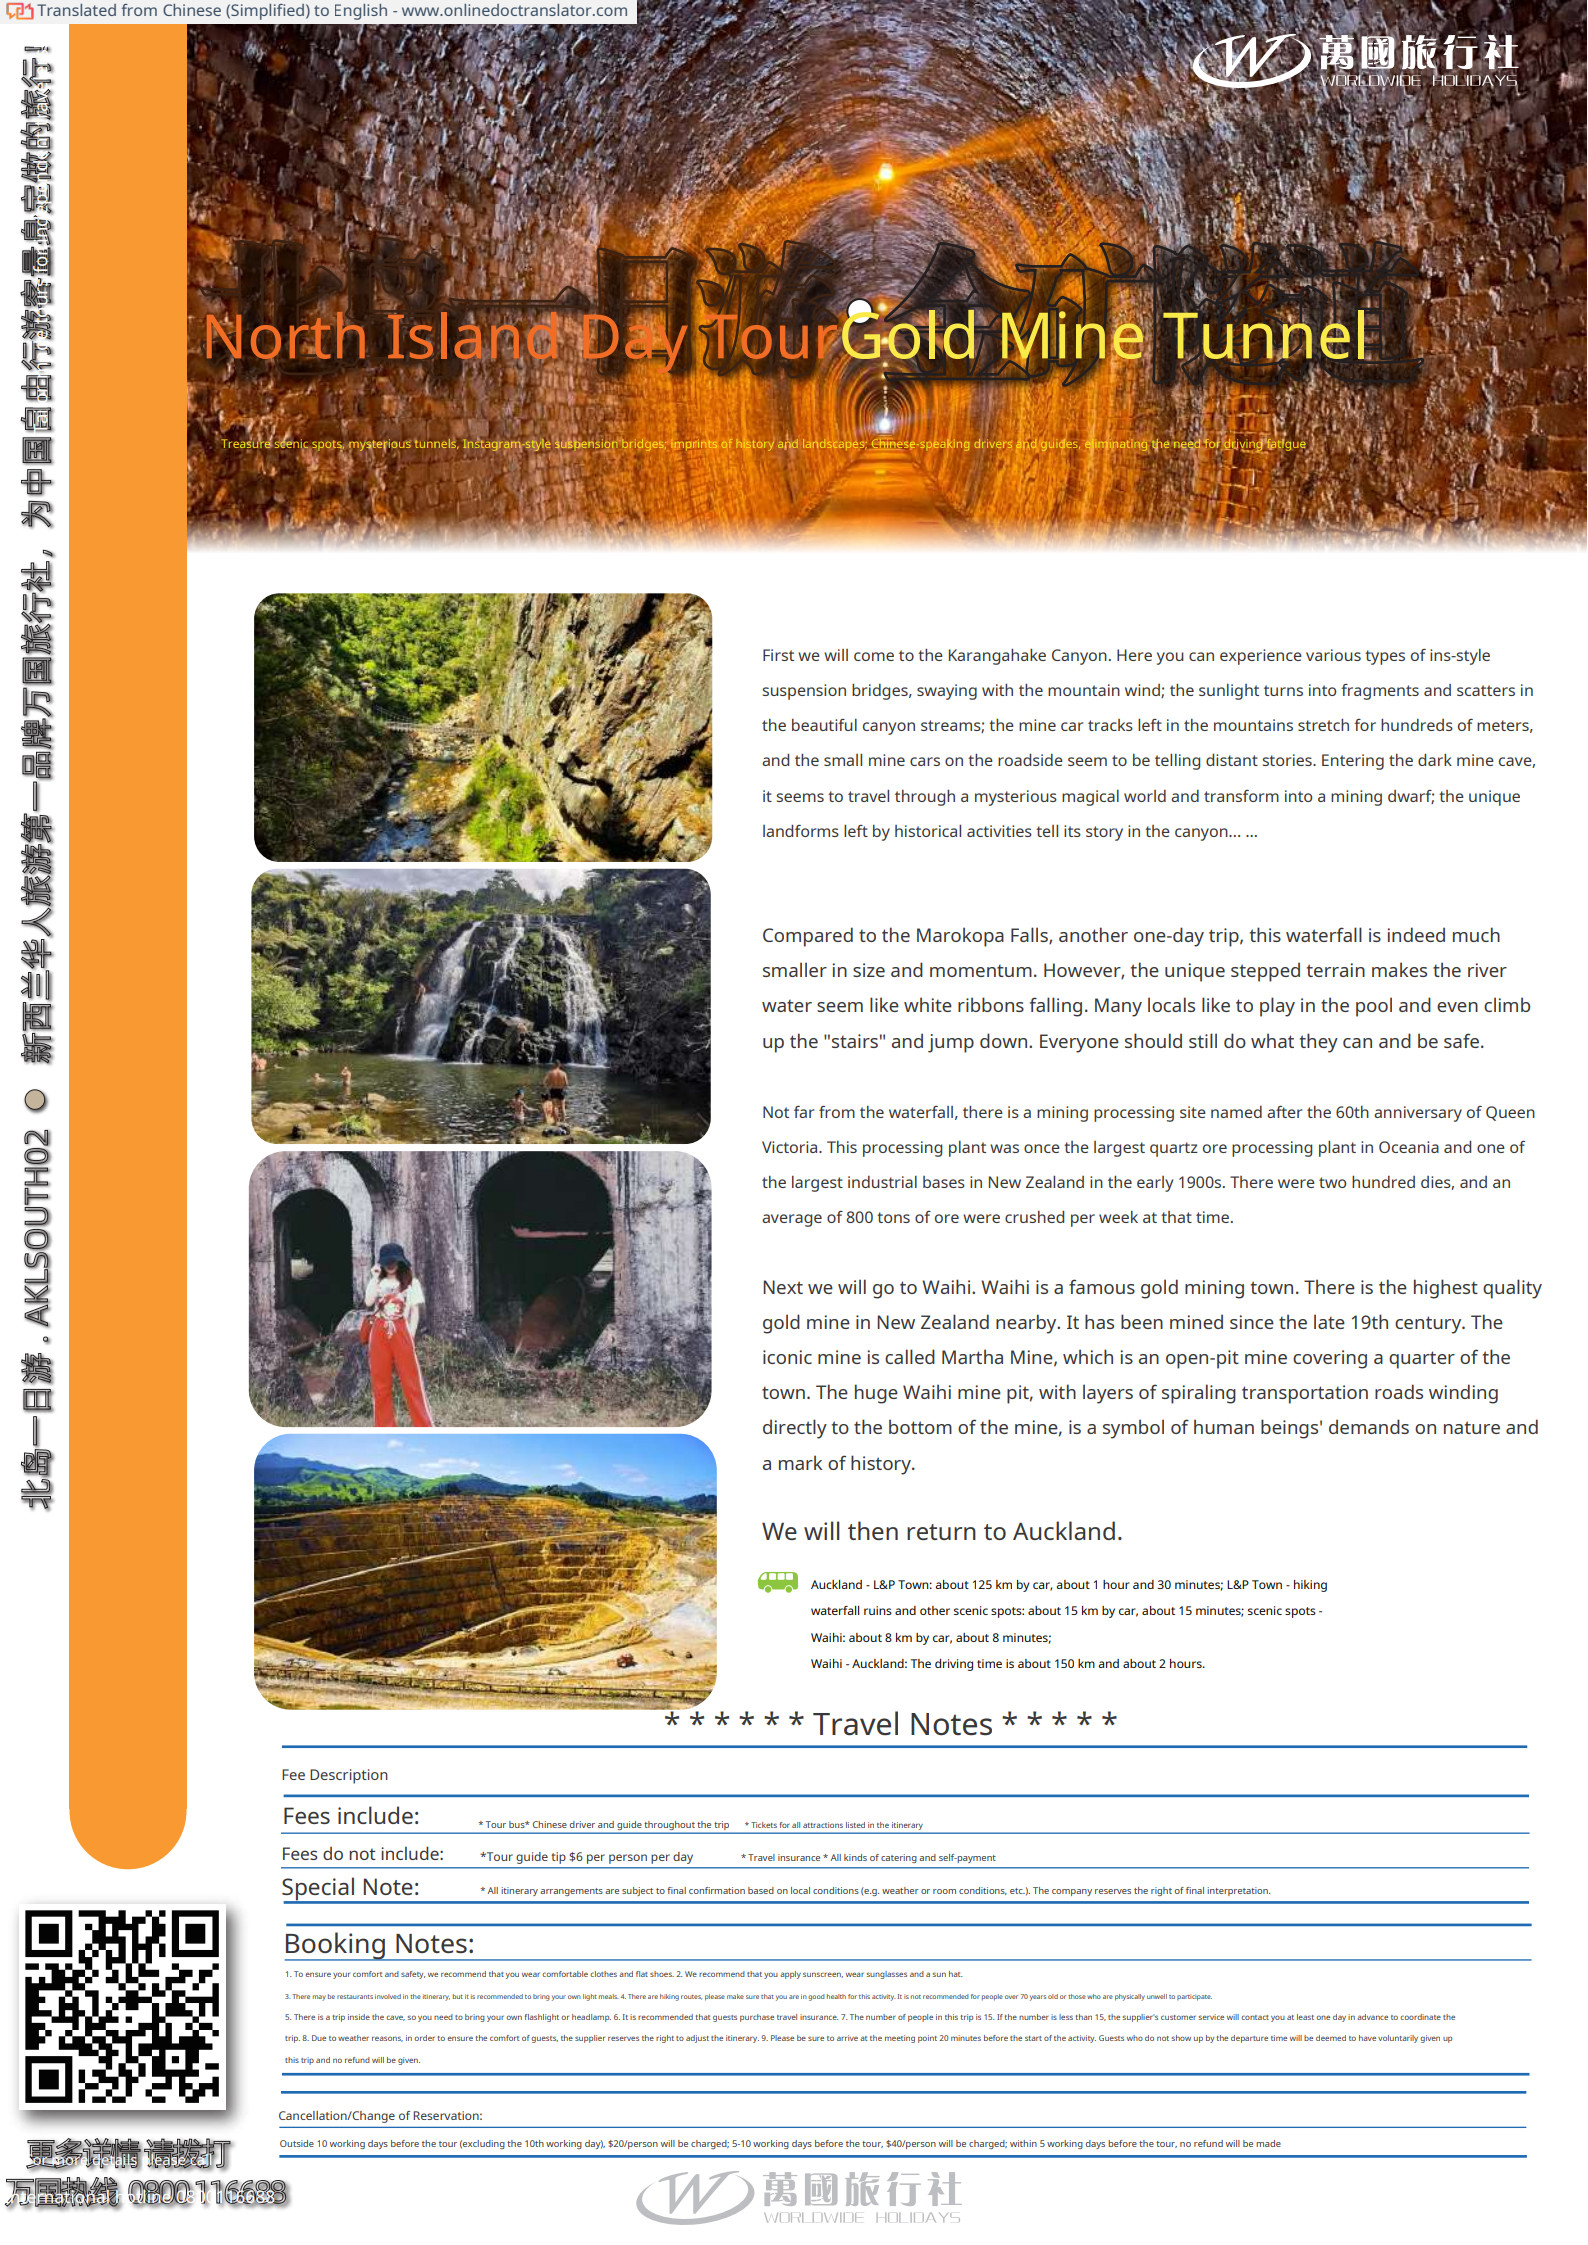 Translated from Chinese (Simplified) to English - www.onlinedoctranslator.com
萬國旅行社
WORLDWIDE HOLIDAYS
北岛一日游 金矿隧道
North Island Day Tour Gold Mine Tunnel
Treasure scenic spots, mysterious tunnels, Instagram-style suspension bridges; imprints of history and landscapes; Chinese-speaking drivers and guides, eliminating the need for driving fatigue
北岛一日游 . AKLSOUTH02 ● 新西兰华人旅游第一品牌万国旅行社，为中国自由行游客量身定做的旅行!
First we will come to the Karangahake Canyon. Here you can experience various types of ins-style
suspension bridges, swaying with the mountain wind; the sunlight turns into fragments and scatters in
the beautiful canyon streams; the mine car tracks left in the mountains stretch for hundreds of meters,
and the small mine cars on the roadside seem to be telling distant stories. Entering the dark mine cave,
it seems to travel through a mysterious magical world and transform into a mining dwarf; the unique
landforms left by historical activities tell its story in the canyon... ...
Compared to the Marokopa Falls, another one-day trip, this waterfall is indeed much
smaller in size and momentum. However, the unique stepped terrain makes the river
water seem like white ribbons falling. Many locals like to play in the pool and even climb
up the "stairs" and jump down. Everyone should still do what they can and be safe.
Not far from the waterfall, there is a mining processing site named after the 60th anniversary of Queen
Victoria. This processing plant was once the largest quartz ore processing plant in Oceania and one of
the largest industrial bases in New Zealand in the early 1900s. There were two hundred dies, and an
average of 800 tons of ore were crushed per week at that time.
Next we will go to Waihi. Waihi is a famous gold mining town. There is the highest quality
gold mine in New Zealand nearby. It has been mined since the late 19th century. The
iconic mine is called Martha Mine, which is an open-pit mine covering a quarter of the
town. The huge Waihi mine pit, with layers of spiraling transportation roads winding
directly to the bottom of the mine, is a symbol of human beings' demands on nature and
a mark of history.
We will then return to Auckland.
Auckland - L&P Town: about 125 km by car, about 1 hour and 30 minutes; L&P Town - hiking
waterfall ruins and other scenic spots: about 15 km by car, about 15 minutes; scenic spots -
Waihi: about 8 km by car, about 8 minutes;
Waihi - Auckland: The driving time is about 150 km and about 2 hours.
* * * * * * Travel Notes * * * * *
Fee Description
Fees include: * Tour bus* Chinese driver and guide throughout the trip * Tickets for all attractions listed in the itinerary
Fees do not include: *Tour guide tip $6 per person per day * Travel insurance * All kinds of catering and self-payment
Special Note: * All itinerary arrangements are subject to final confirmation based on local conditions (e.g. weather or room conditions, etc.). The company reserves the right of final interpretation.
Booking Notes:
1. To ensure your comfort and safety, we recommend that you wear comfortable clothes and flat shoes. 2. We recommend that you apply sunscreen, wear sunglasses and a sun hat.
3. There may be restaurants involved in the itinerary, but it is recommended to bring your own light meals. 4. There are hiking routes, please make sure that you are in good health for this activity. It is not recommended for people over 70 years old or those who are physically unwell to participate.
5. There is a trip inside the cave, so you need to bring your own flashlight or headlamp. 6. It is recommended that guests purchase travel insurance. 7. The number of people in this trip is 15. If the number is less than 15, the supplier's customer service will contact you at least one day in advance to coordinate the
trip. 8. Due to weather reasons, in order to ensure the comfort of guests, the supplier reserves the right to adjust the itinerary. 9. Please be sure to arrive at the meeting point 20 minutes before the start of the activity. Guests who do not show up by the departure time will be deemed to have voluntarily given up
this trip and no refund will be given.
Cancellation/Change of Reservation:
Outside 10 working days before the tour (excluding the 10th working day), $20/person will be charged; 5-10 working days before the tour, $40/person will be charged; within 5 working days before the tour, no refund will be made
更多详情 请拨打
or more details please ca
万国热线 0800116688
International hotline 0800116688
萬國旅行社
WORLDWIDE HOLIDAYS